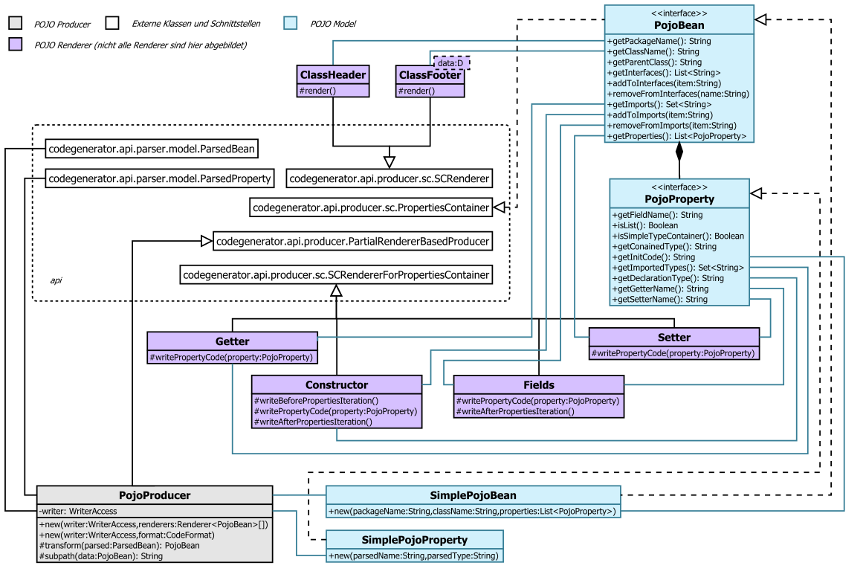 POJO Producer
Externe Klassen und Schnittstellen
POJO Model
POJO Renderer (nicht alle Renderer sind hier abgebildet)
<<interface>>
PojoBean
+getPackageName(): String
+getClassName(): String
+getParentClass(): String
+getInterfaces(): List<String>
+addToInterfaces(item:String)
+removeFromInterfaces(name:String)
+getImports(): Set<String>
+addToImports(item:String)
+removeFromImports(item:String)
+getProperties(): List<PojoProperty>
ClassHeader
#render()
data:D
ClassFooter
#render()
codegenerator.api.parser.model.ParsedBean
codegenerator.api.parser.model.ParsedProperty
codegenerator.api.producer.sc.SCRenderer
codegenerator.api.producer.sc.PropertiesContainer
codegenerator.api.producer.PartialRendererBasedProducer
codegenerator.api.producer.sc.SCRendererForPropertiesContainer
api
<<interface>>
PojoProperty
+getFieldName(): String
+isList(): Boolean
+isSimpleTypeContainer(): Boolean
+getConainedType(): String
+getInitCode(): String
+getImportedTypes(): Set<String>
+getDeclarationType(): String
+getGetterName(): String
+getSetterName(): String
Getter
#writePropertyCode(property:PojoProperty)
Setter
#writePropertyCode(property:PojoProperty)
Constructor
#writeBeforePropertiesIteration()
#writePropertyCode(property:PojoProperty)
#writeAfterPropertiesIteration()
Fields
#writePropertyCode(property:PojoProperty)
#writeAfterPropertiesIteration()
PojoProducer
-writer: WriterAccess
+new(writer:WriterAccess,renderers:Renderer<PojoBean>[])
+new(writer:WriterAccess,format:CodeFormat)
#transform(parsed:ParsedBean): PojoBean
#subpath(data:PojoBean): String
SimplePojoBean
+new(packageName:String,className:String,properties:List<PojoProperty>)
SimplePojoProperty
+new(parsedName:String,parsedType:String)